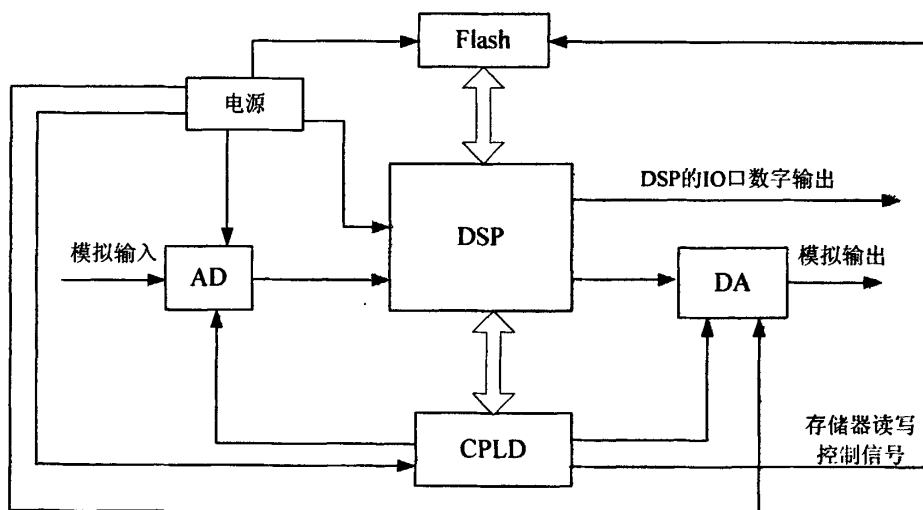 Flash
电源
DSP的IO口数字输出
DSP
模拟输入
AD
模拟输出
DA
存储器读写
控制信号
CPLD